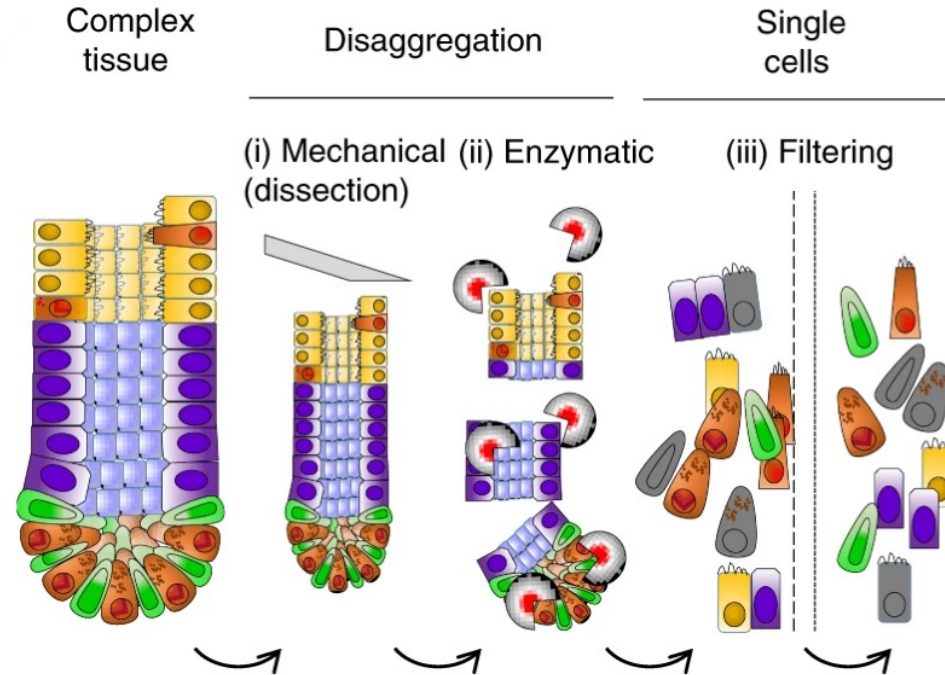 Complex
tissue
Disaggregation
Single
cells
(i) Mechanical
(dissection)
(ii) Enzymatic
(iii) Filtering